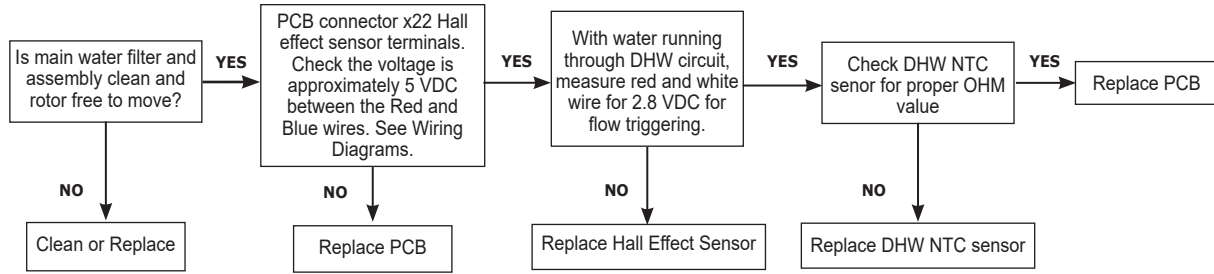 Is main water filter and
assembly clean and
rotor free to move?
YES
NO
Clean or Replace
PCB connector x22 Hall
effect sensor terminals.
Check the voltage is
approximately 5 VDC
between the Red and
Blue wires. See Wiring
Diagrams.
YES
NO
Replace PCB
With water running
through DHW circuit,
measure red and white
wire for 2.8 VDC for
flow triggering.
YES
NO
Replace Hall Effect Sensor
Check DHW NTC
senor for proper OHM
value
YES
NO
Replace DHW NTC sensor
Replace PCB